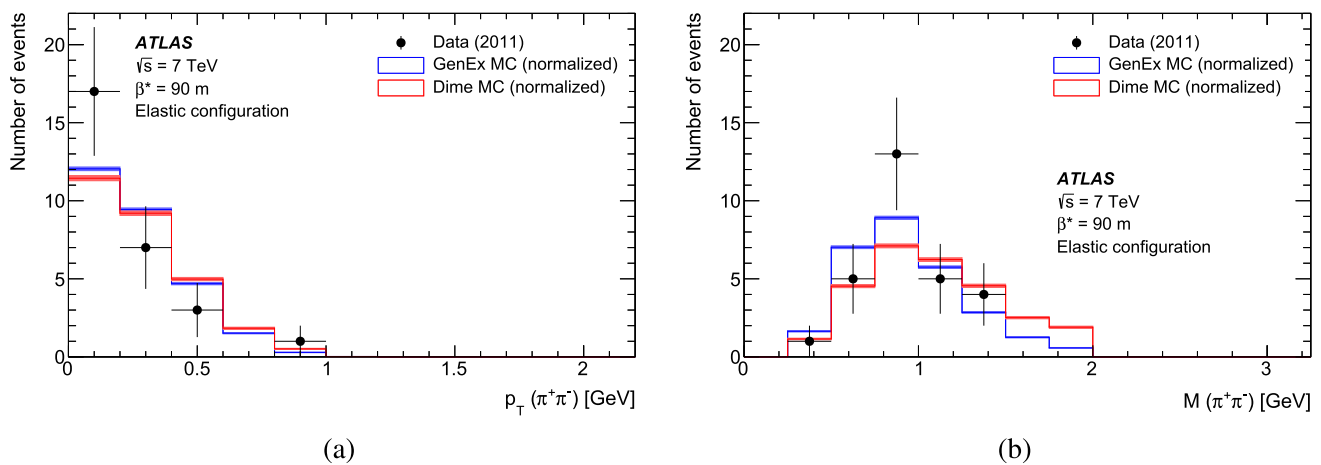 Number of events
20
15
10
5
0
ATLAS
√s = 7 TeV
β* = 90 m
Elastic configuration
Data (2011)
GenEx MC (normalized)
Dime MC (normalized)
0 0.5 1 1.5 2
p_T (π⁺π⁻) [GeV]
(a)
Number of events
20
15
10
5
0
Data (2011)
GenEx MC (normalized)
Dime MC (normalized)
ATLAS
√s = 7 TeV
β* = 90 m
Elastic configuration
0 1 2 3
M (π⁺π⁻) [GeV]
(b)